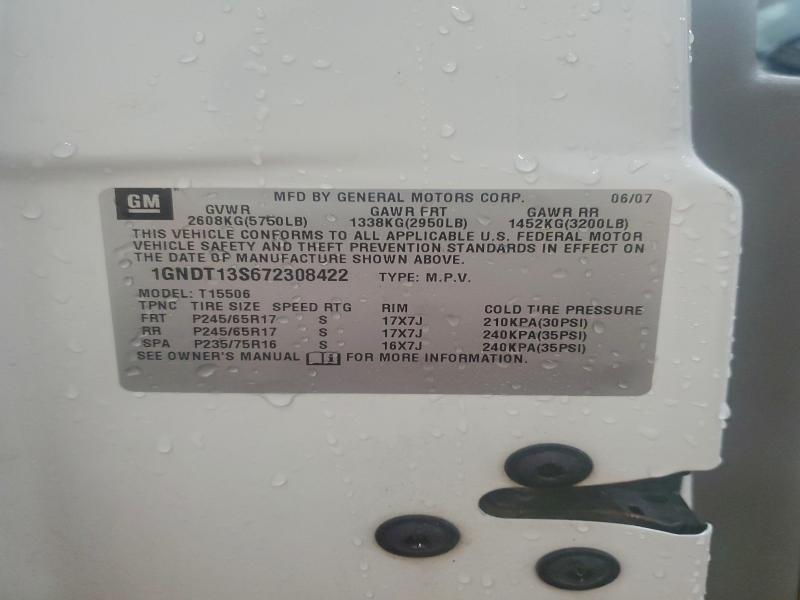 GM MFD BY GENERAL MOTORS CORP. 06/07
GVWR GAWR FRT GAWR RR
2608KG(5750LB) 1338KG(2950LB) 1452KG(3200LB)
THIS VEHICLE CONFORMS TO ALL APPLICABLE U.S. FEDERAL MOTOR
VEHICLE SAFETY AND THEFT PREVENTION STANDARDS IN EFFECT ON
THE DATE OF MANUFACTURE SHOWN ABOVE.
1GNDT13S672308422 TYPE: M.P.V.
MODEL: T15506
TPNC TIRE SIZE SPEED RTG RIM COLD TIRE PRESSURE
FRT P245/65R17 S 17X7J 210KPA(30PSI)
RR P245/65R17 S 17X7J 240KPA(35PSI)
SPA P235/75R16 S 16X7J 240KPA(35PSI)
SEE OWNER'S MANUAL i FOR MORE INFORMATION.